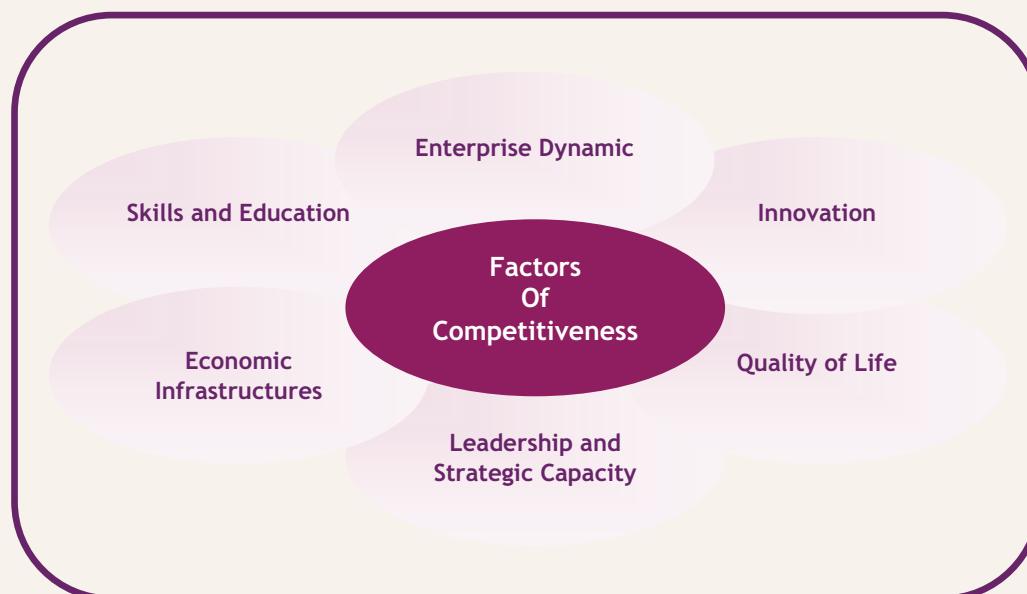 Enterprise Dynamic
Skills and Education
Innovation
Factors
Of
Competitiveness
Economic
Infrastructures
Quality of Life
Leadership and
Strategic Capacity